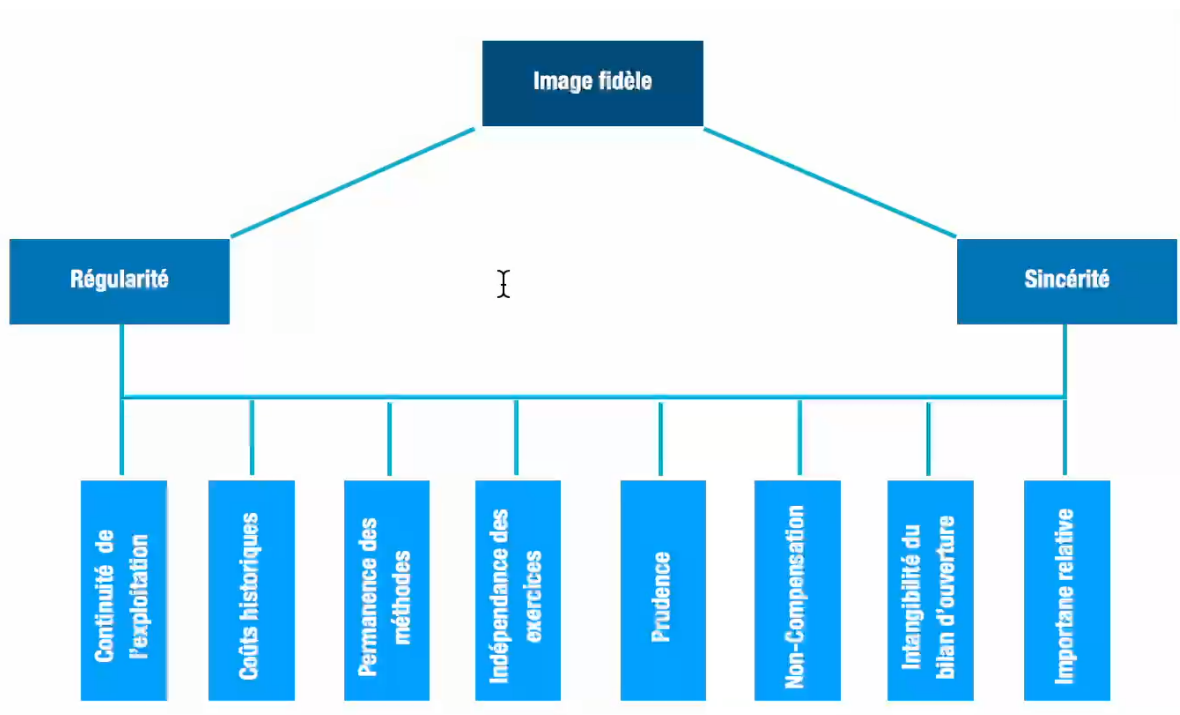 Image fidèle
Régularité
Sincérité
Continuité de
l'exploitation
Coûts historiques
Permanence des
méthodes
Indépendance des
exercices
Prudence
Non-Compensation
Intangibilité du
bilan d'ouverture
Importane relative